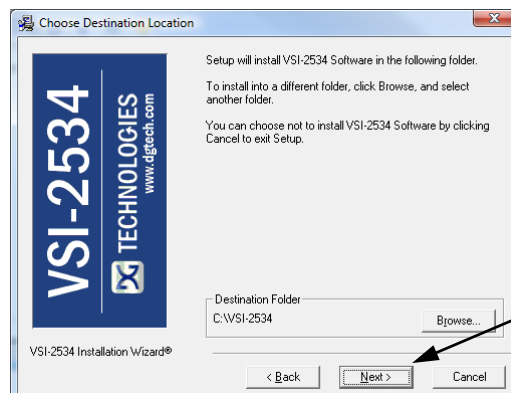 Choose Destination Location
VSI-2534
TECHNOLOGIES
www.dgtech.com
Setup will install VSI-2534 Software in the following folder.
To install into a different folder, click Browse, and select
another folder.
You can choose not to install VSI-2534 Software by clicking
Cancel to exit Setup.
Destination Folder
C:\VSI-2534
Browse...
VSI-2534 Installation Wizard®
< Back
Next >
Cancel